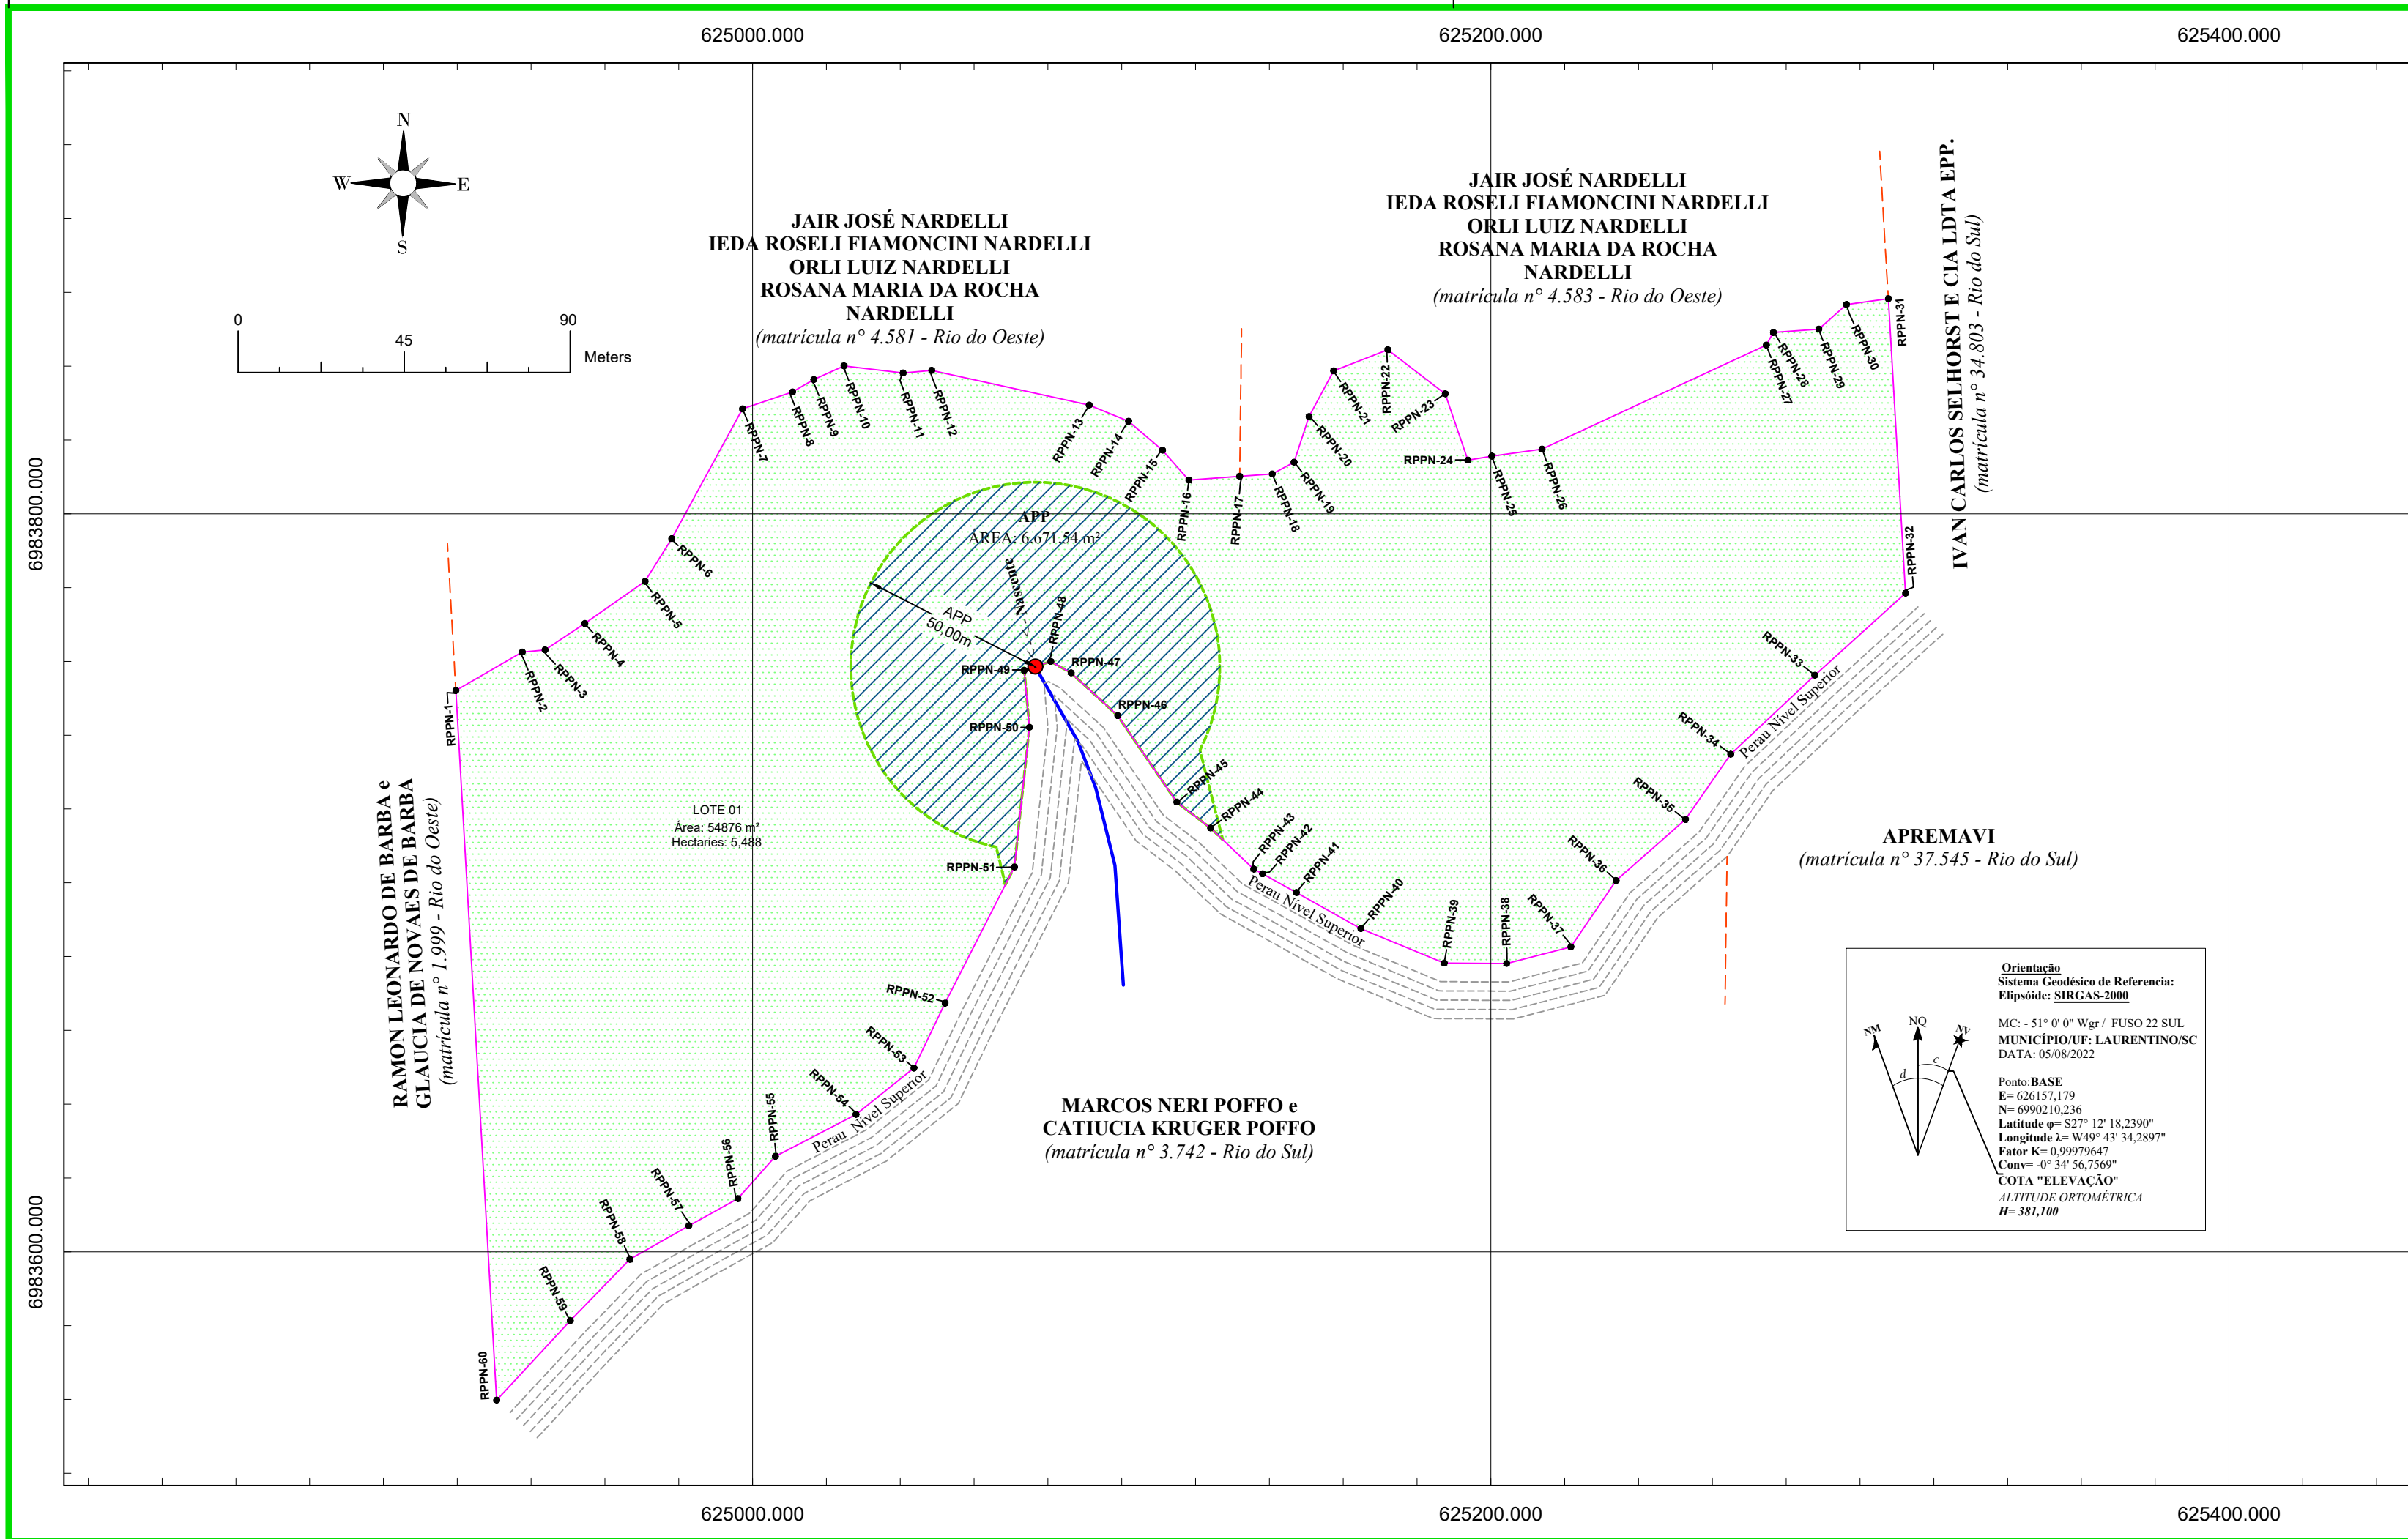 625000.000
625200.000
625400.000
N
W
E
S
0
45
90
Meters
JAIR JOSÉ NARDELLI
IEDA ROSELI FIAMONCINI NARDELLI
ORLI LUIZ NARDELLI
ROSANA MARIA DA ROCHA
NARDELLI
(matrícula n° 4.581 - Rio do Oeste)
JAIR JOSÉ NARDELLI
IEDA ROSELI FIAMONCINI NARDELLI
ORLI LUIZ NARDELLI
ROSANA MARIA DA ROCHA
NARDELLI
(matrícula n° 4.583 - Rio do Oeste)
IVAN CARLOS SELHORST E CIA LDTA EPP.
(matrícula n° 34.803 - Rio do Sul)
6983800.000
6983600.000
RPPN-1
RPPN-2
RPPN-3
RPPN-4
RPPN-5
RPPN-6
RPPN-7
RPPN-8
RPPN-9
RPPN-10
RPPN-11
RPPN-12
RPPN-13
RPPN-14
RPPN-15
RPPN-16
RPPN-17
RPPN-18
RPPN-19
RPPN-20
RPPN-21
RPPN-22
RPPN-23
RPPN-24
RPPN-25
RPPN-26
RPPN-27
RPPN-28
RPPN-29
RPPN-30
RPPN-31
RPPN-32
RPPN-33
RPPN-34
RPPN-35
RPPN-36
RPPN-37
RPPN-38
RPPN-39
RPPN-40
RPPN-41
RPPN-42
RPPN-43
RPPN-44
RPPN-45
RPPN-46
RPPN-47
RPPN-48
RPPN-49
RPPN-50
RPPN-51
RPPN-52
RPPN-53
RPPN-54
RPPN-55
RPPN-56
RPPN-57
RPPN-58
RPPN-59
RPPN-60
APP
ÁREA: 6.671,54 m²
Nascente
APP
50,00m
LOTE 01
Área: 54876 m²
Hectaries: 5,488
Perau Nível Superior
Perau Nível Superior
Perau Nível Superior
RAMON LEONARDO DE BARBA e
GLAUCIA DE NOVAES DE BARBA
(matrícula n° 1.999 - Rio do Oeste)
MARCOS NERI POFFO e
CATIUCIA KRUGER POFFO
(matrícula n° 3.742 - Rio do Sul)
APREMAVI
(matrícula n° 37.545 - Rio do Sul)
NM
NQ
NV
d
c
Orientação
Sistema Geodésico de Referencia:
Elipsóide: SIRGAS-2000
MC: - 51° 0' 0" Wgr / FUSO 22 SUL
MUNICÍPIO/UF: LAURENTINO/SC
DATA: 05/08/2022
Ponto:BASE
E= 626157,179
N= 6990210,236
Latitude φ= S27° 12' 18,2390"
Longitude λ= W49° 43' 34,2897"
Fator K= 0,99979647
Conv= -0° 34' 56,7569"
COTA "ELEVAÇÃO"
ALTITUDE ORTOMÉTRICA
H= 381,100
625000.000
625200.000
625400.000